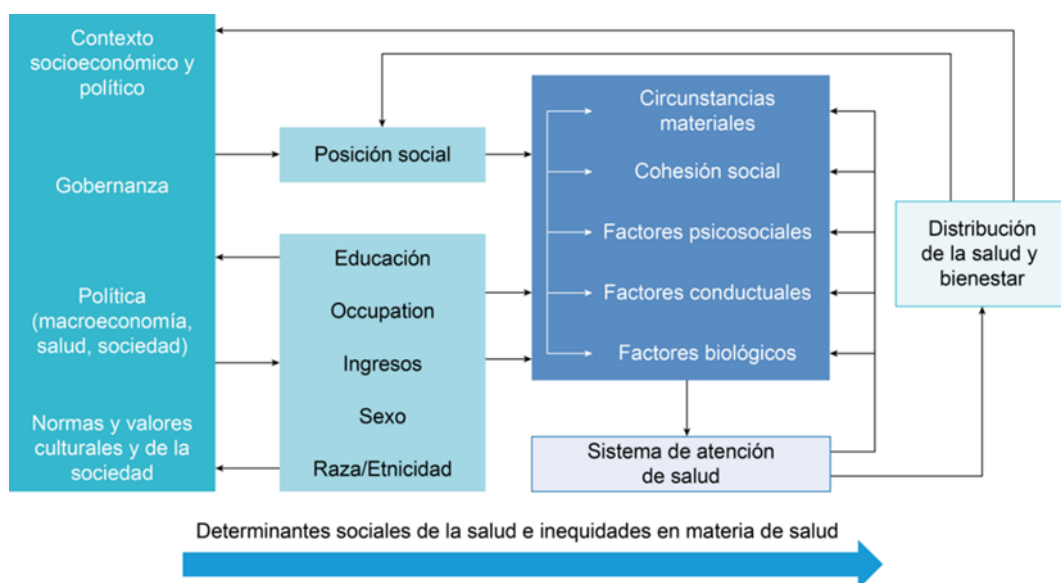 Contexto
socioeconómico y
político
Gobernanza
Política
(macroeconomía,
salud, sociedad)
Normas y valores
culturales y de la
sociedad
Posición social
Educación
Occupation
Ingresos
Sexo
Raza/Etnicidad
Circunstancias
materiales
Cohesión social
Factores psicosociales
Factores conductuales
Factores biológicos
Sistema de atención
de salud
Distribución
de la salud y
bienestar
Determinantes sociales de la salud e inequidades en materia de salud